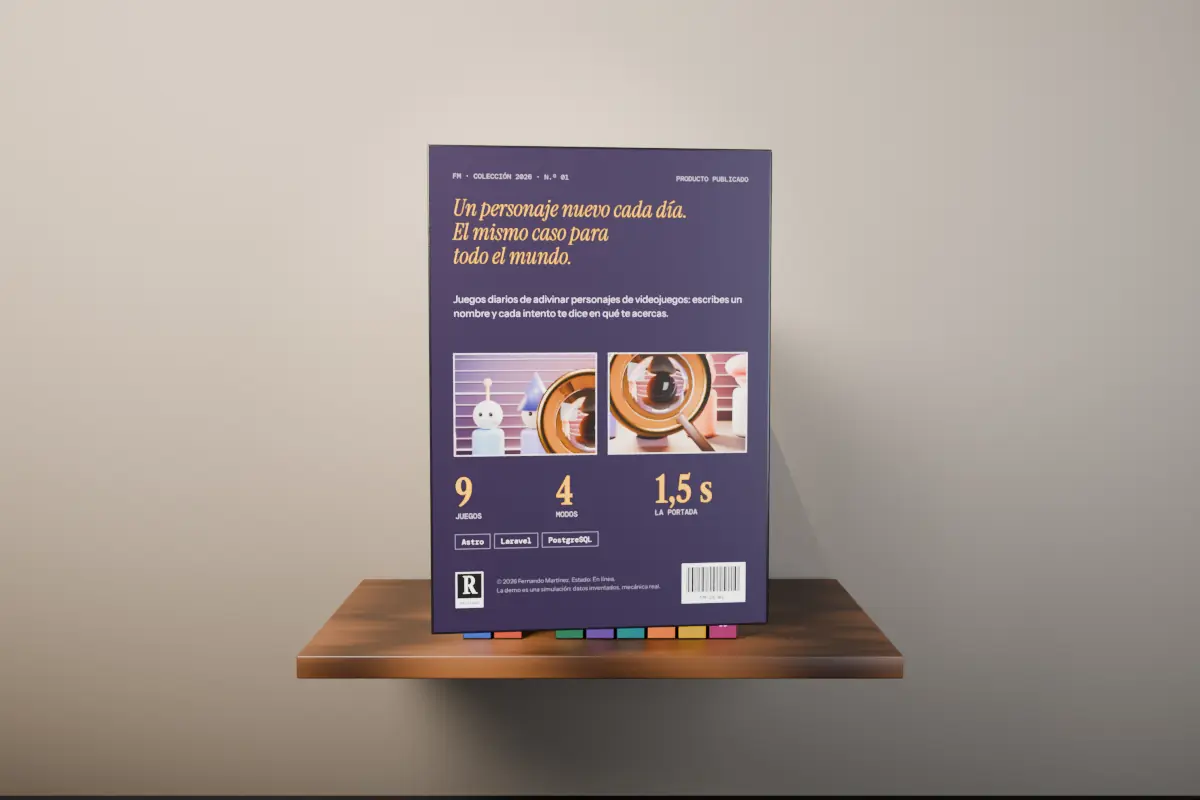 FM · COLECCIÓN 2026 · N.º 01
PRODUCTO PUBLICADO
Un personaje nuevo cada día.
El mismo caso para
todo el mundo.
Juegos diarios de adivinar personajes de videojuegos: escribes un
nombre y cada intento te dice en qué te acercas.
9
JUEGOS
4
MODOS
1,5 s
LA PORTADA
Astro
Laravel
PostgreSQL
R
© 2026 Fernando Martínez. Estado: En línea.
La demo es una simulación: datos inventados, mecánica real.